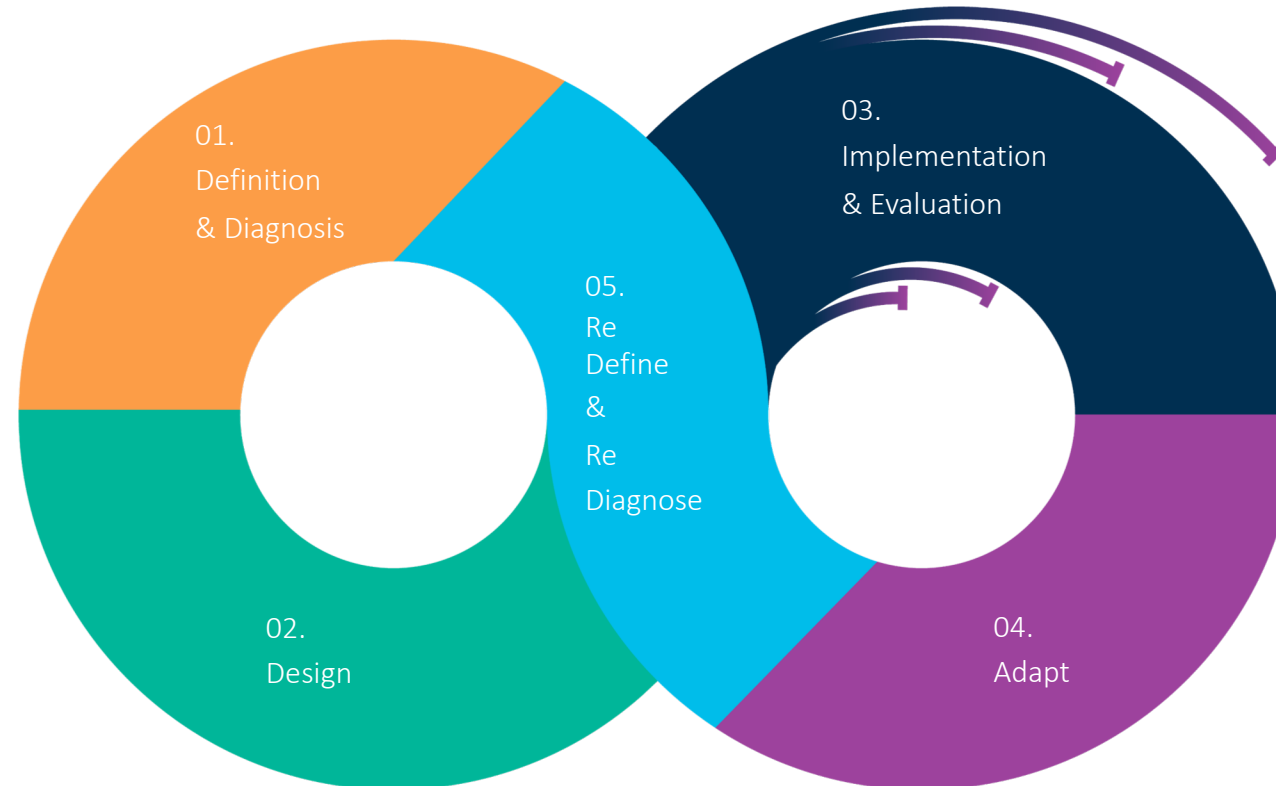 01.
Definition
& Diagnosis
02.
Design
03.
Implementation
& Evaluation
04.
Adapt
05.
Re
Define
&
Re
Diagnose